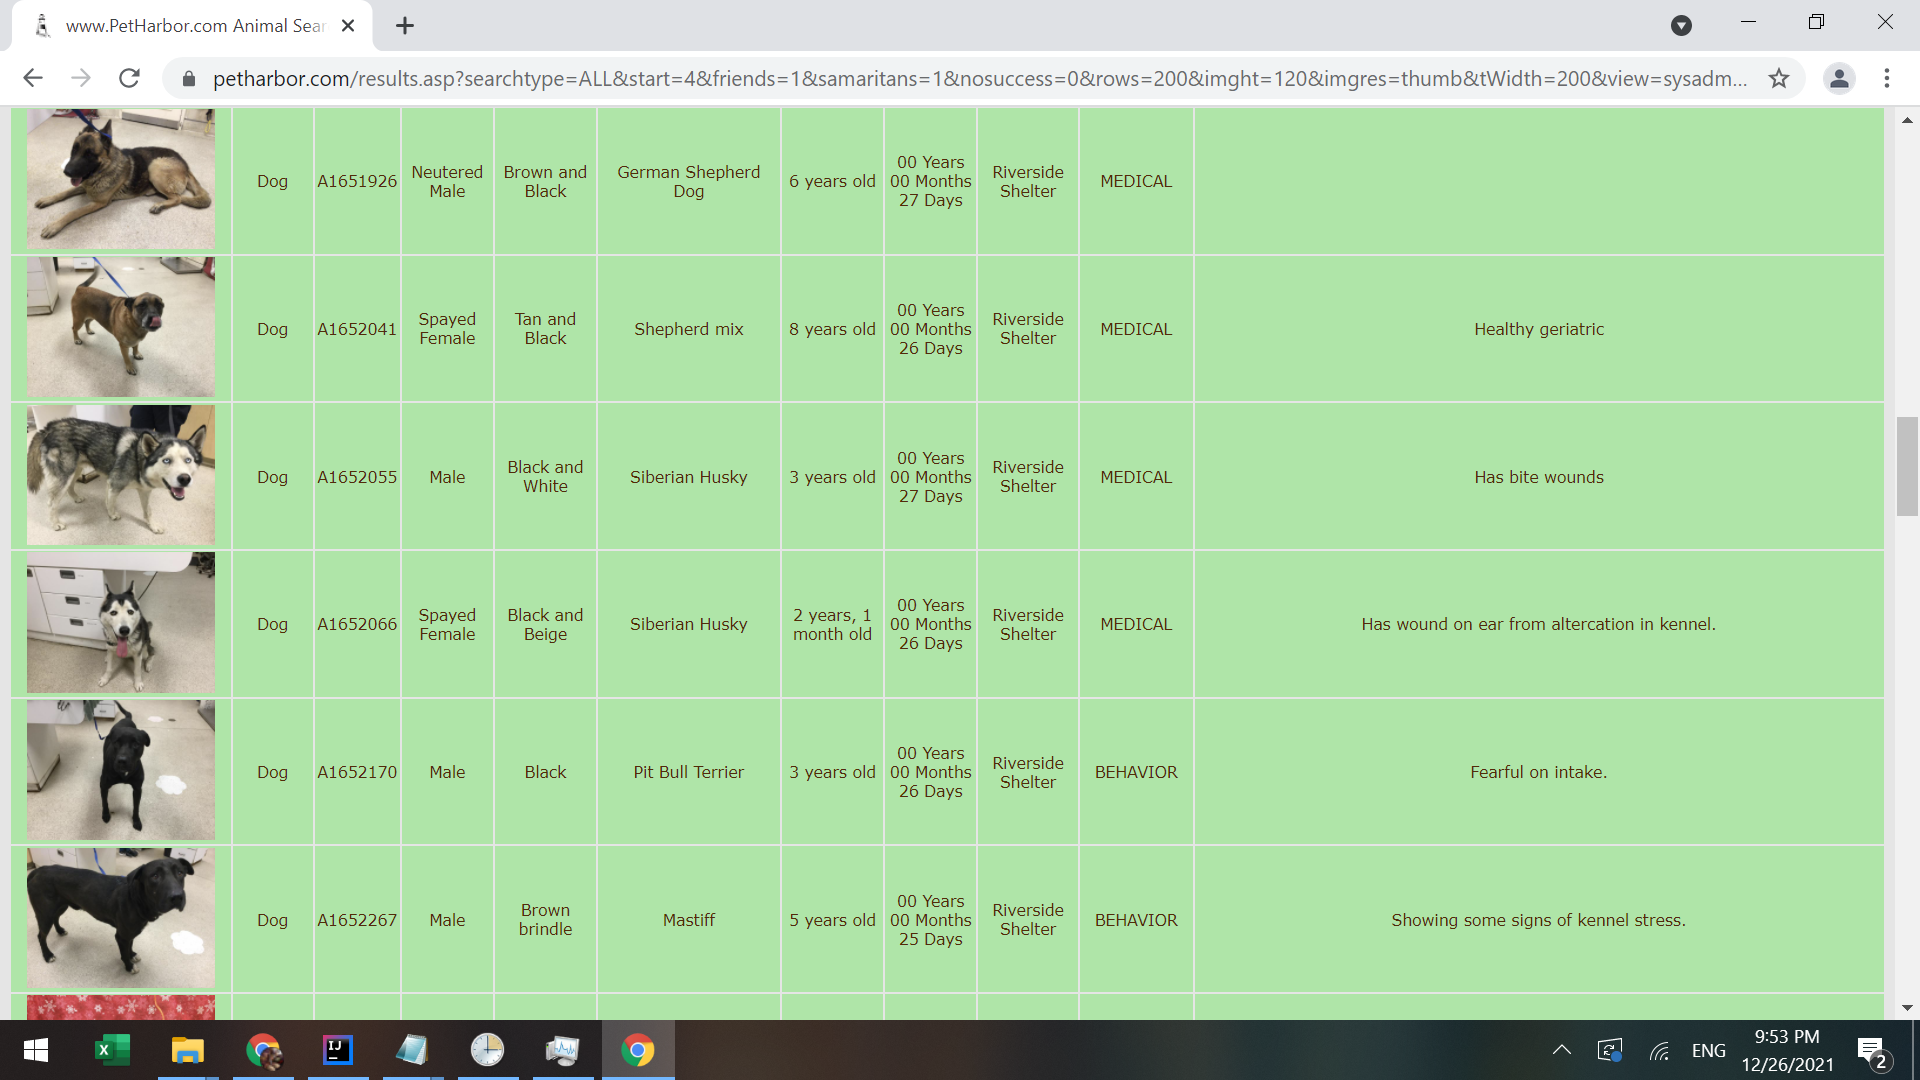 www.PetHarbor.com Animal Sear
petharbor.com/results.asp?searchtype=ALL&start=4&friends=1&samaritans=1&nosuccess=0&rows=200&imght=120&imgres=thumb&tWidth=200&view=sysadm...
Dog
A1651926
Neutered
Male
Brown and
Black
German Shepherd
Dog
6 years old
00 Years
00 Months
27 Days
Riverside
Shelter
MEDICAL
Dog
A1652041
Spayed
Female
Tan and
Black
Shepherd mix
8 years old
00 Years
00 Months
26 Days
Riverside
Shelter
MEDICAL
Healthy geriatric
Dog
A1652055
Male
Black and
White
Siberian Husky
3 years old
00 Years
00 Months
27 Days
Riverside
Shelter
MEDICAL
Has bite wounds
Dog
A1652066
Spayed
Female
Black and
Beige
Siberian Husky
2 years, 1
month old
00 Years
00 Months
26 Days
Riverside
Shelter
MEDICAL
Has wound on ear from altercation in kennel.
Dog
A1652170
Male
Black
Pit Bull Terrier
3 years old
00 Years
00 Months
26 Days
Riverside
Shelter
BEHAVIOR
Fearful on intake.
Dog
A1652267
Male
Brown
brindle
Mastiff
5 years old
00 Years
00 Months
25 Days
Riverside
Shelter
BEHAVIOR
Showing some signs of kennel stress.
X
IJ
ENG
9:53 PM
12/26/2021
2